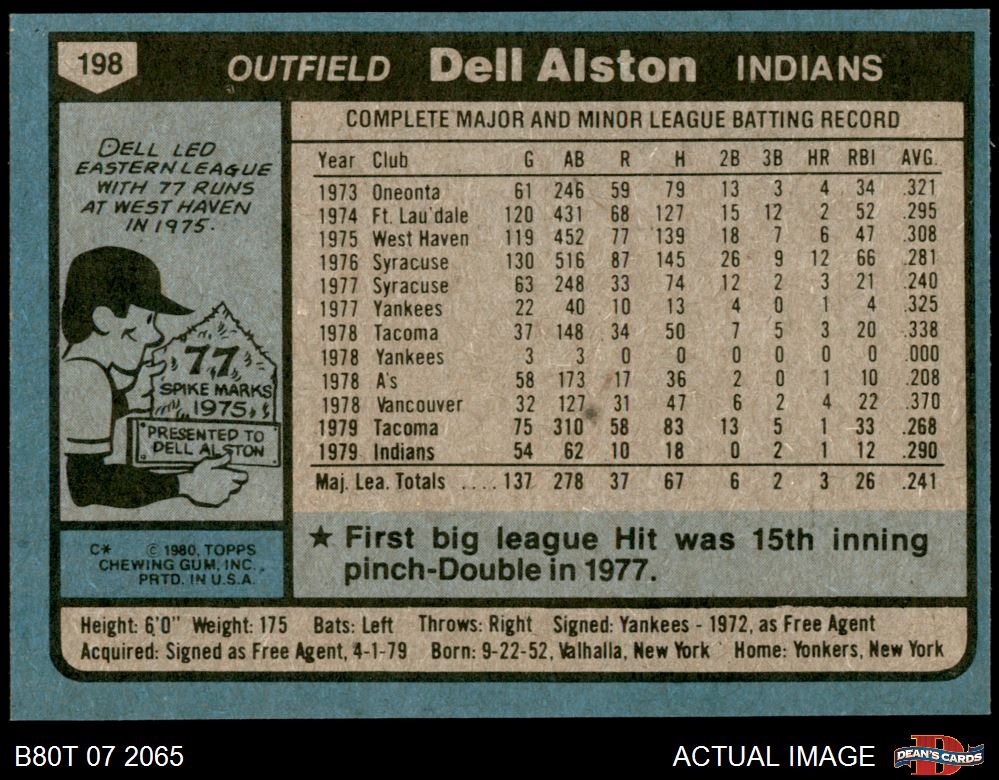 198 OUTFIELD Dell Alston INDIANS
DELL LED
EASTERN LEAGUE
WITH 77 RUNS
AT WEST HAVEN
IN 1975.
77
SPIKE MARKS
1975
PRESENTED TO
DELL ALSTON
C* © 1980, TOPPS
CHEWING GUM, INC.,
PRTD. IN U.S.A.
COMPLETE MAJOR AND MINOR LEAGUE BATTING RECORD
Year Club G AB R H 2B 3B HR RBI AVG.
1973 Oneonta 61 246 59 79 13 3 4 34 .321
1974 Ft. Lau'dale 120 431 68 127 15 12 2 52 .295
1975 West Haven 119 452 77 139 18 7 6 47 .308
1976 Syracuse 130 516 87 145 26 9 12 66 .281
1977 Syracuse 63 248 33 74 12 2 3 21 .240
1977 Yankees 22 40 10 13 4 0 1 4 .325
1978 Tacoma 37 148 34 50 7 5 3 20 .338
1978 Yankees 3 3 0 0 0 0 0 0 .000
1978 A's 58 173 17 36 2 0 1 10 .208
1978 Vancouver 32 127 31 47 6 2 4 22 .370
1979 Tacoma 75 310 58 83 13 5 1 33 .268
1979 Indians 54 62 10 18 0 2 1 12 .290
Maj. Lea. Totals ....137 278 37 67 6 2 3 26 .241
★ First big league Hit was 15th inning
pinch-Double in 1977.
Height: 6'0" Weight: 175 Bats: Left Throws: Right Signed: Yankees - 1972, as Free Agent
Acquired: Signed as Free Agent, 4-1-79 Born: 9-22-52, Valhalla, New York Home: Yonkers, New York
B80T 07 2065 ACTUAL IMAGE D DEAN'S CARDS